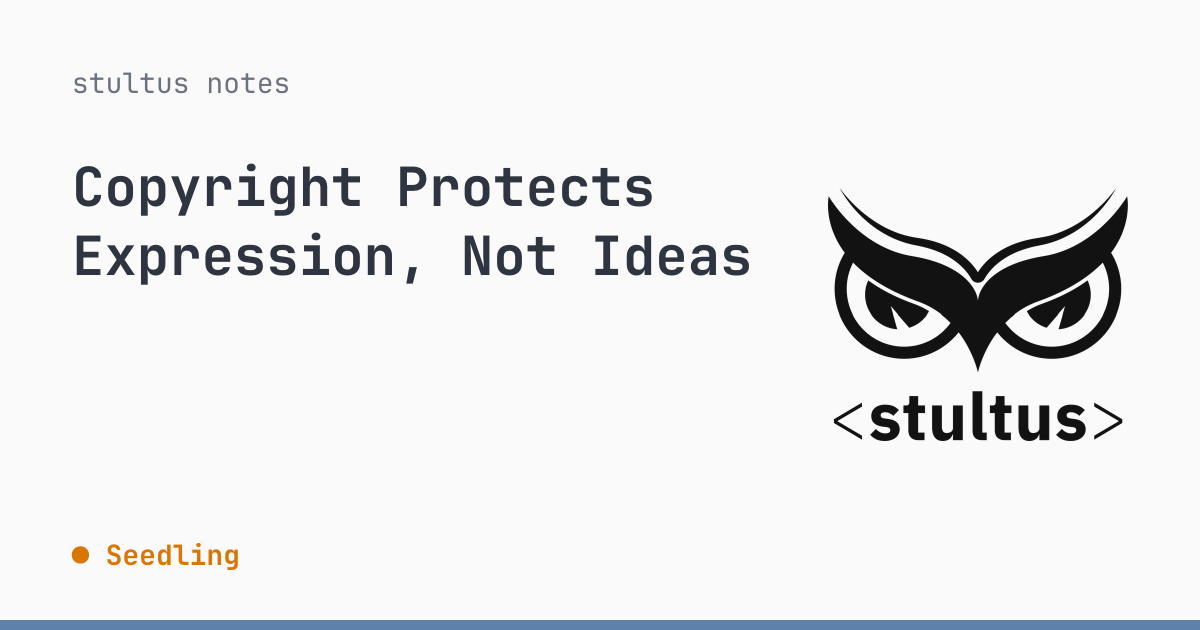 stultus notes
Copyright Protects
Expression, Not Ideas
<stultus>
Seedling